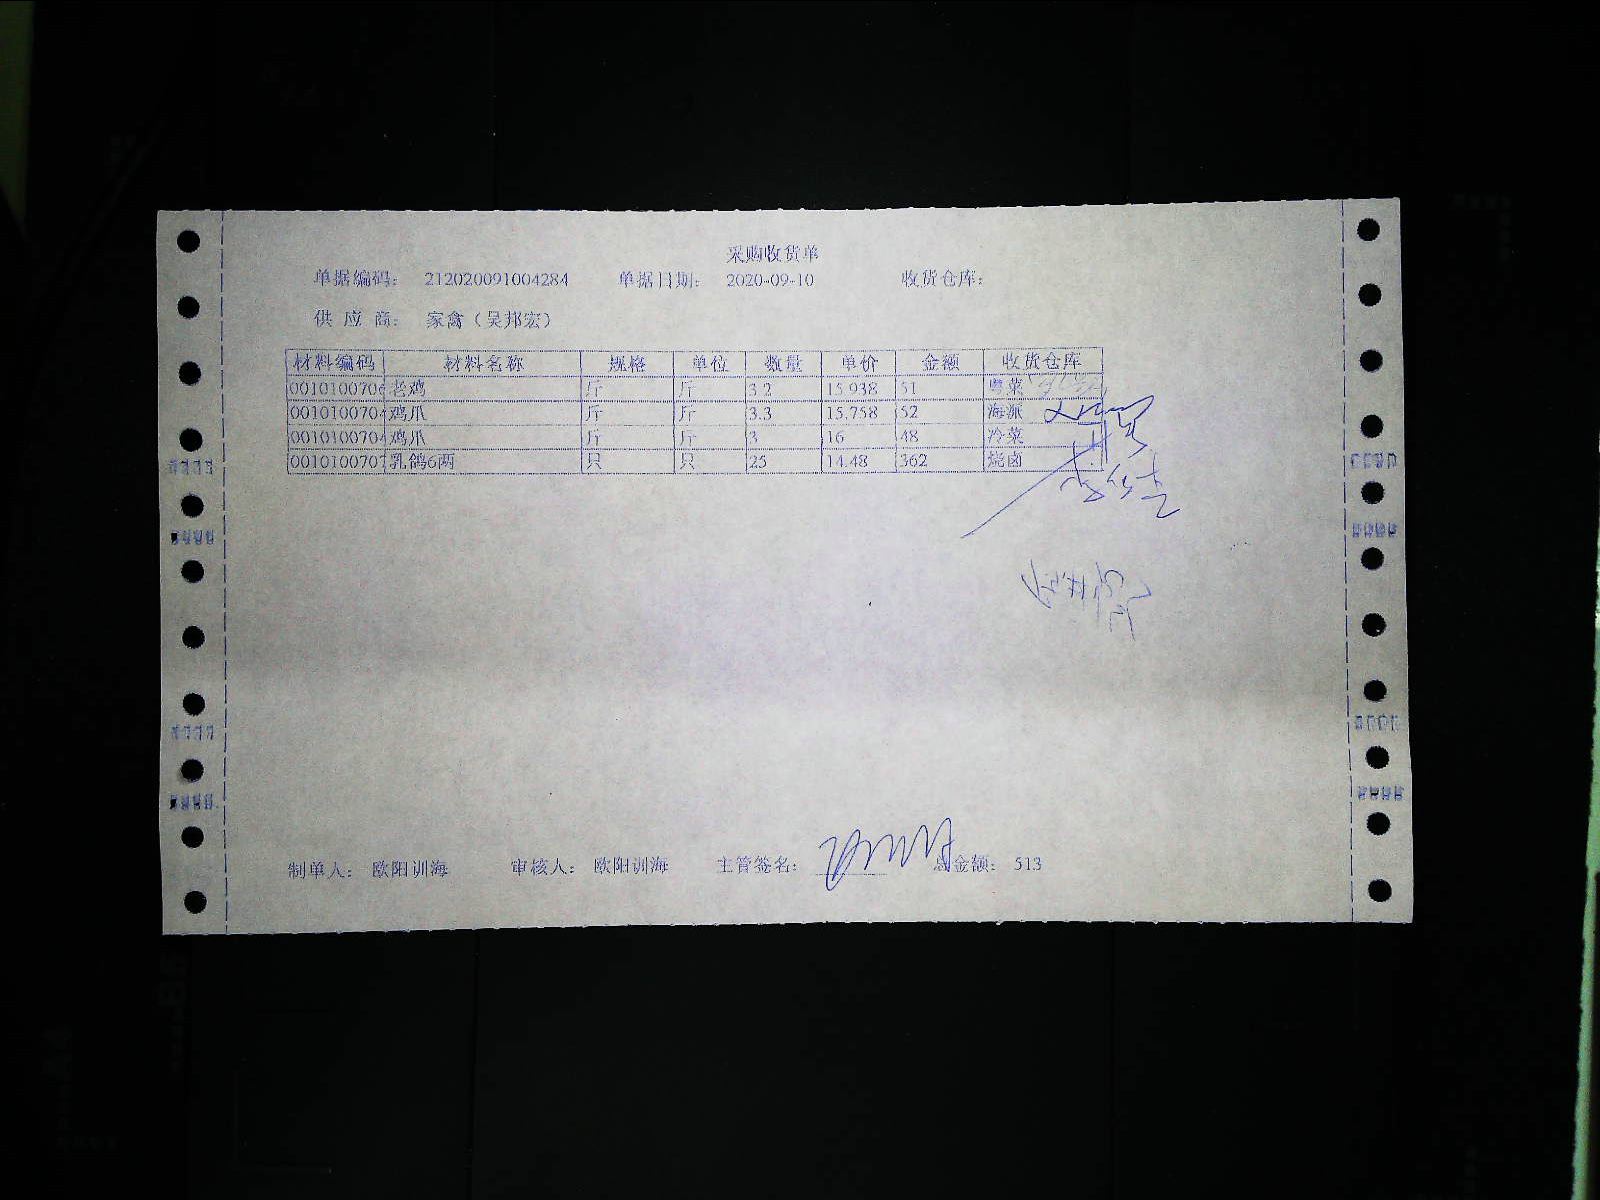 采购收货单
单据编码： 212020091004284 单据日期： 2020-09-10 收货仓库：
供 应 商： 家禽（吴邦宏）
材料编码 材料名称 规格 单位 数量 单价 金额 收货仓库
0010100706 老鸡 斤 斤 3.2 15.938 51 粤菜
001010070 鸡爪 斤 斤 3.3 15.758 52 海派
001010070 鸡爪 斤 斤 3 16 48 冷菜
0010100707 乳鸽6两 只 只 25 14.48 362 烧卤
制单人： 欧阳训海 审核人： 欧阳训海 主管签名： 总金额： 513